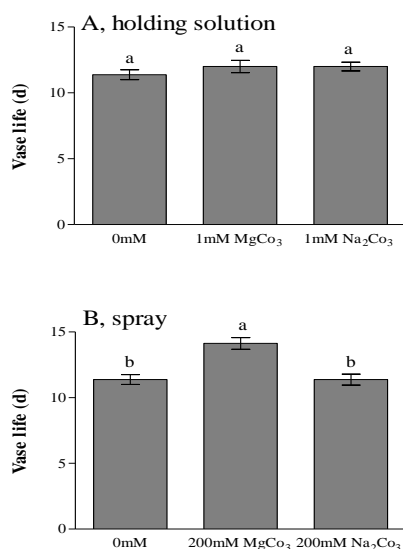 A, holding solution
15
10
5
0
Vase life (d)
a a a
0mM 1mM MgCo₃ 1mM Na₂Co₃
B, spray
15
10
5
0
Vase life (d)
b a b
0mM 200mM MgCo₃ 200mM Na₂Co₃